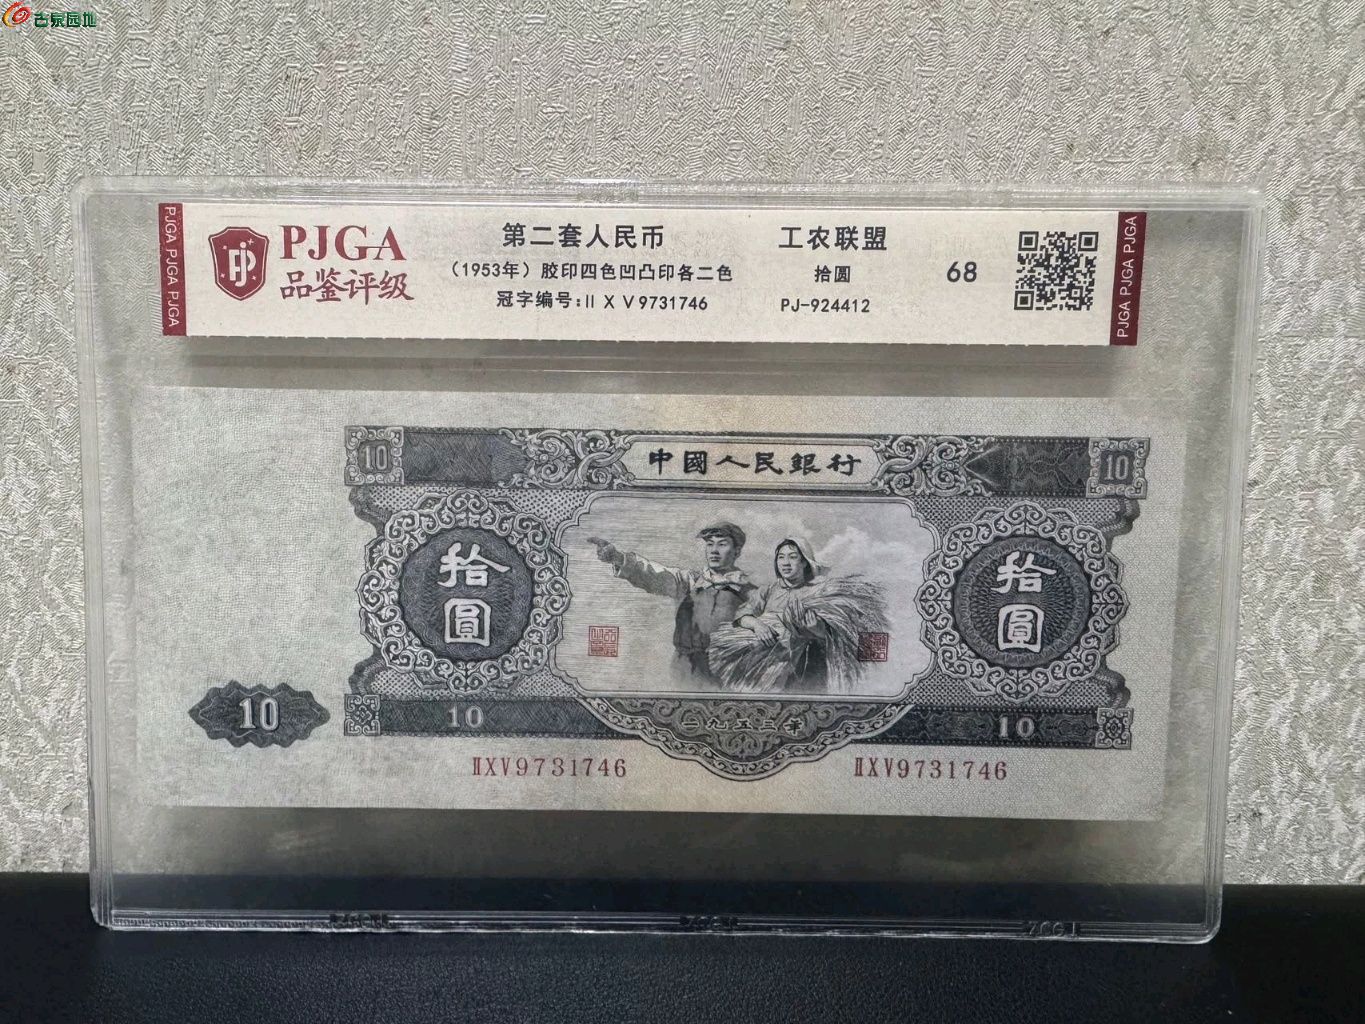 古泉园地
PJGA PJGA PJGA
PJGA
品鉴评级
第二套人民币
(1953年) 胶印四色凹凸印各二色
冠字编号:II X V 9731746
工农联盟
拾圆
PJ-924412
68
PJGA PJGA PJGA
10
中國人民銀行
10
拾圓
拾圓
10
10
一九五三年
10
IIXV9731746
IIXV9731746